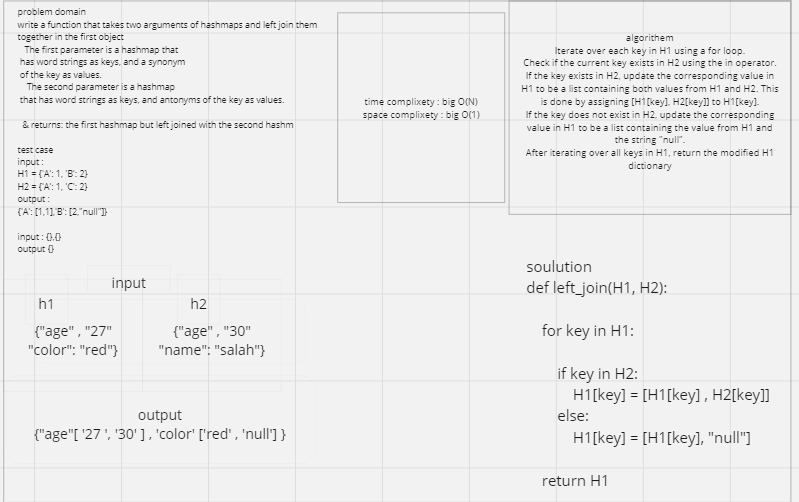 problem domain
write a function that takes two arguments of hashmaps and left join them
together in the first object
The first parameter is a hashmap that
has word strings as keys, and a synonym
of the key as values.
The second parameter is a hashmap
that has word strings as keys, and antonyms of the key as values.
& returns: the first hashmap but left joined with the second hashm
test case
input :
H1 = {'A': 1, 'B': 2}
H2 = {'A': 1, 'C': 2}
output :
{'A': [1,1],'B': [2,"null"]}
input : {},{}
output {}
time complixety : big O(N)
space complixety : big O(1)
algorithem
Iterate over each key in H1 using a for loop.
Check if the current key exists in H2 using the in operator.
If the key exists in H2, update the corresponding value in
H1 to be a list containing both values from H1 and H2. This
is done by assigning [H1[key], H2[key]] to H1[key].
If the key does not exist in H2, update the corresponding
value in H1 to be a list containing the value from H1 and
the string "null".
After iterating over all keys in H1, return the modified H1
dictionary
input
h1
h2
{"age" , "27"
"color": "red"}
{"age" , "30"
"name": "salah"}
output
{"age"[ '27 ', '30' ] , 'color' ['red' , 'null'] }
soulution
def left_join(H1, H2):
for key in H1:
if key in H2:
H1[key] = [H1[key] , H2[key]]
else:
H1[key] = [H1[key], "null"]
return H1